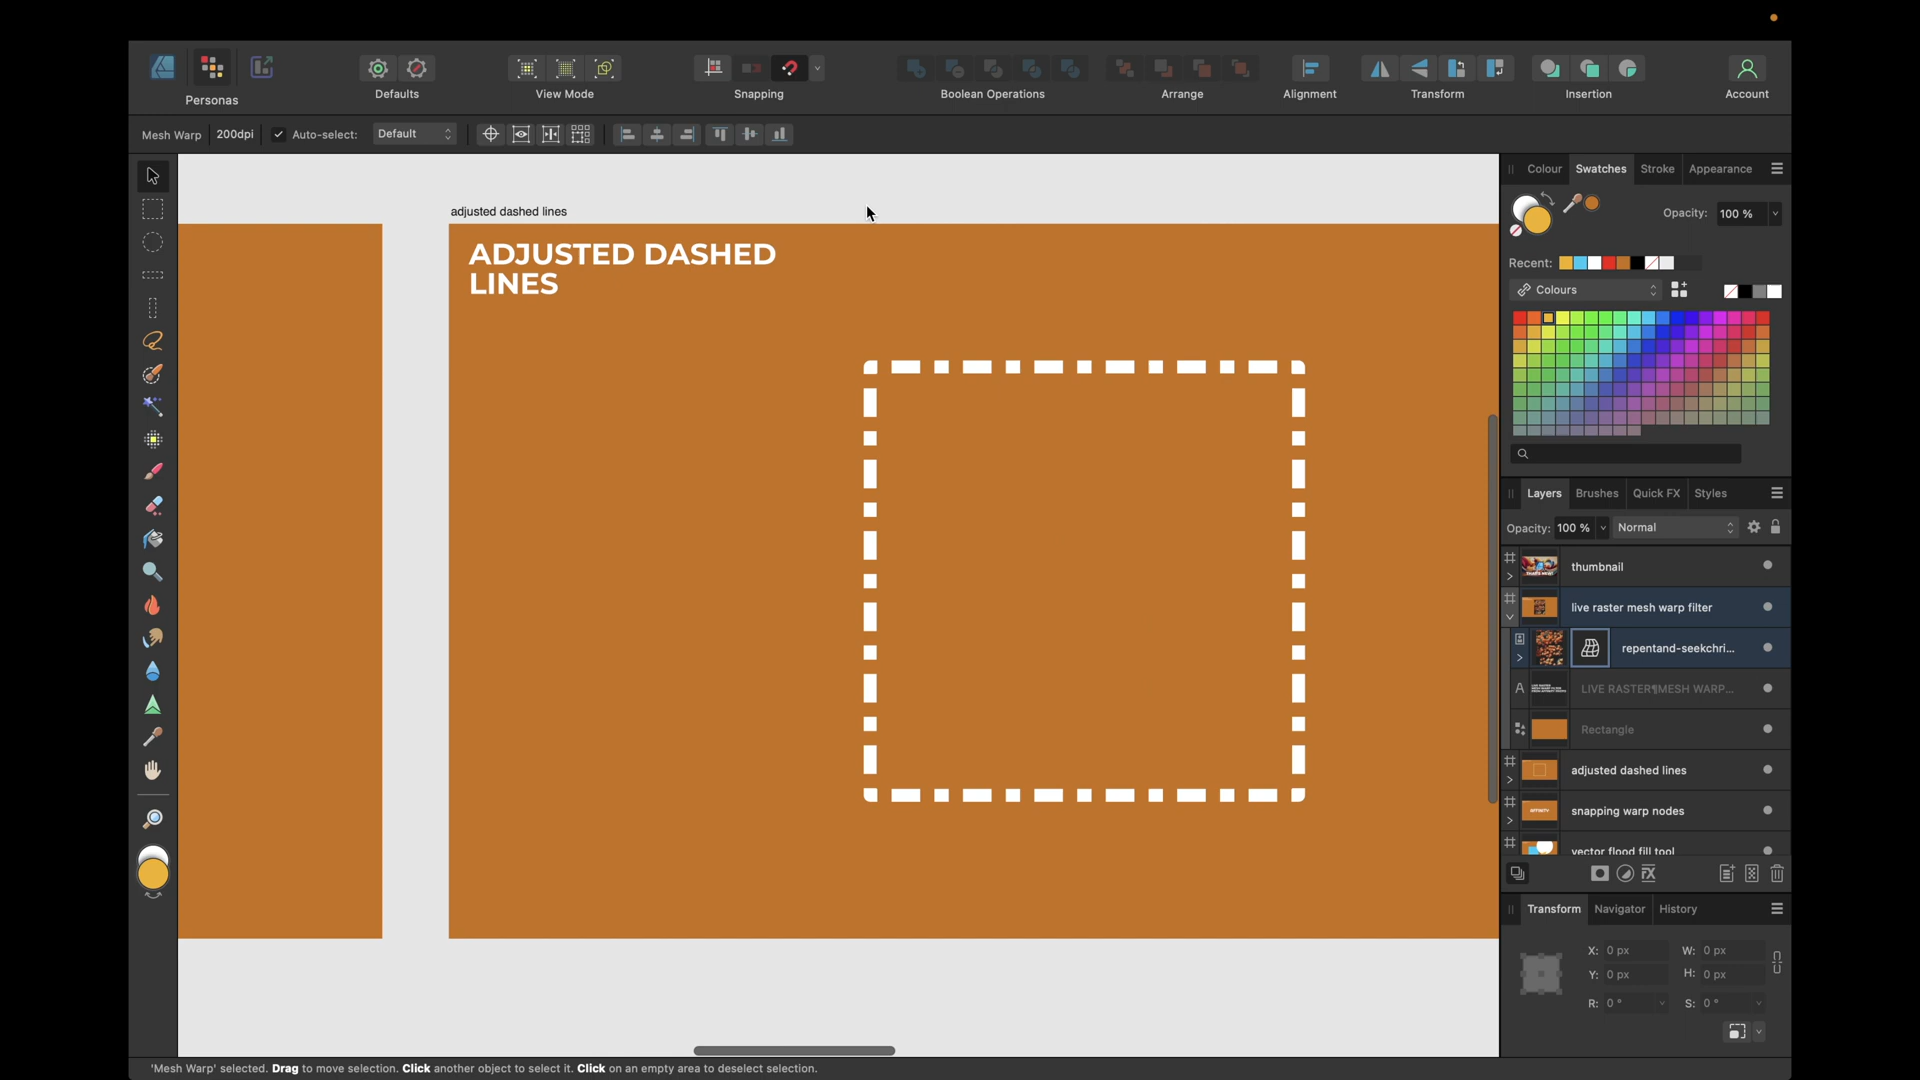 Personas
Defaults
View Mode
Snapping
Boolean Operations
Arrange
Alignment
Transform
Insertion
Account
Mesh Warp
200dpi
Auto-select:
Default
adjusted dashed lines
ADJUSTED DASHED
LINES
Colour
Swatches
Stroke
Appearance
Opacity:
100 %
Recent:
Colours
Layers
Brushes
Quick FX
Styles
Opacity:
100 %
Normal
thumbnail
live raster mesh warp filter
repentand-seekchri...
A
LIVE RASTER¶MESH WARP...
Rectangle
adjusted dashed lines
snapping warp nodes
vector flood fill tool
Transform
Navigator
History
X: 0 px
W: 0 px
Y: 0 px
H: 0 px
R: 0 °
S: 0 °
'Mesh Warp' selected. Drag to move selection. Click another object to select it. Click on an empty area to deselect selection.